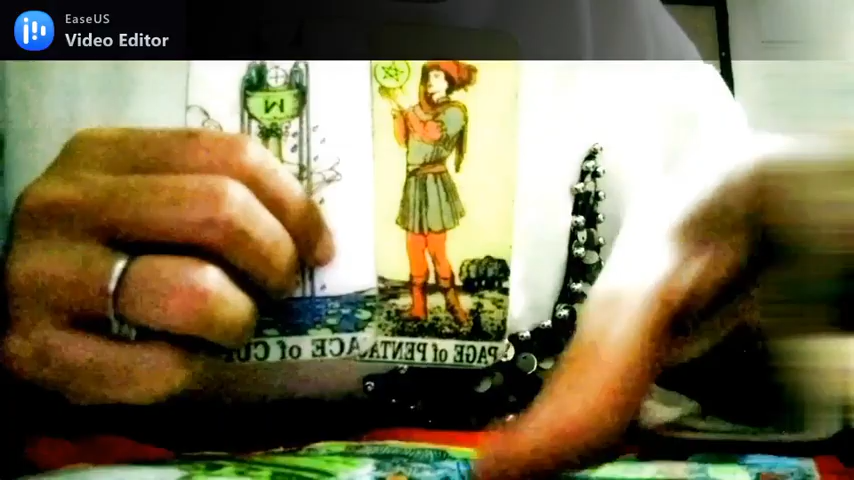 EaseUS
Video Editor
W
ACE of CU
PAGE of PENTA